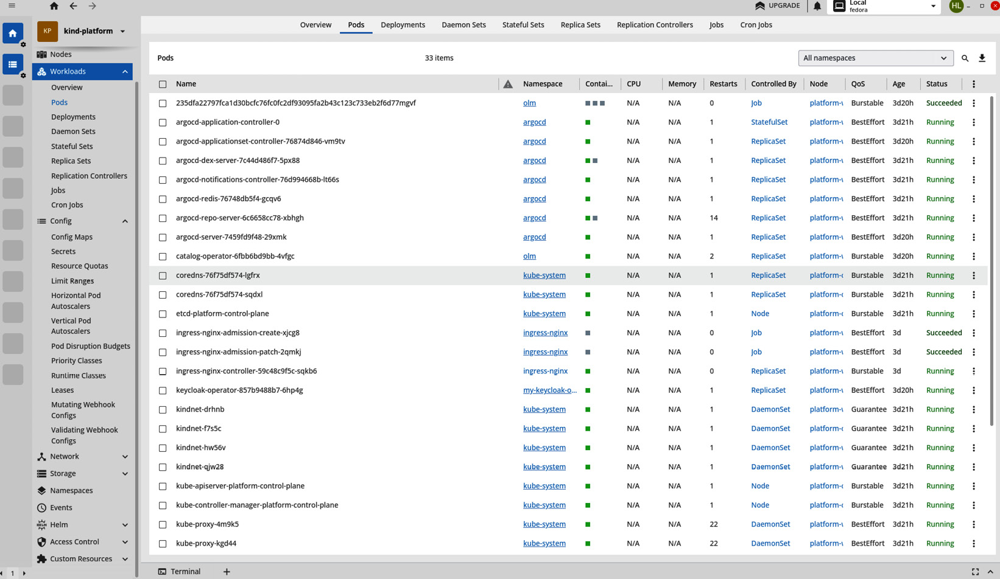 UPGRADE
Local
fedora
HL
KP
kind-platform
Overview Pods Deployments Daemon Sets Stateful Sets Replica Sets Replication Controllers Jobs Cron Jobs
Nodes
Workloads
Overview
Pods
Deployments
Daemon Sets
Stateful Sets
Replica Sets
Replication Controllers
Jobs
Cron Jobs
Config
Config Maps
Secrets
Resource Quotas
Limit Ranges
Horizontal Pod
Autoscalers
Vertical Pod
Autoscalers
Pod Disruption Budgets
Priority Classes
Runtime Classes
Leases
Mutating Webhook
Configs
Validating Webhook
Configs
Network
Storage
Namespaces
Events
HELM
Helm
Access Control
Custom Resources
1
Pods 33 items All namespaces
Name Namespace Contai... CPU Memory Restarts Controlled By Node QoS Age Status
235dfa22797fca1d30bcfc76fc0fc2df93095fa2b43c123c733eb2f6d77mgvf olm N/A N/A 0 Job platform-w Burstable 3d20h Succeeded
argocd-application-controller-0 argocd N/A N/A 1 StatefulSet platform-w BestEffort 3d21h Running
argocd-applicationset-controller-76874d846-vm9tv argocd N/A N/A 1 ReplicaSet platform-w BestEffort 3d20h Running
argocd-dex-server-7c44d486f7-5px88 argocd N/A N/A 1 ReplicaSet platform-w BestEffort 3d21h Running
argocd-notifications-controller-76d994668b-lt66s argocd N/A N/A 1 ReplicaSet platform-w BestEffort 3d21h Running
argocd-redis-76748db5f4-gcqv6 argocd N/A N/A 1 ReplicaSet platform-w BestEffort 3d21h Running
argocd-repo-server-6c6658cc78-xbhgh argocd N/A N/A 14 ReplicaSet platform-w BestEffort 3d21h Running
argocd-server-7459fd9f48-29xmk argocd N/A N/A 1 ReplicaSet platform-w BestEffort 3d20h Running
catalog-operator-6fbb6bd9bb-4vfgc olm N/A N/A 2 ReplicaSet platform-w Burstable 3d20h Running
coredns-76f75df574-lgfrx kube-system N/A N/A 1 ReplicaSet platform-c Burstable 3d21h Running
coredns-76f75df574-sqdxl kube-system N/A N/A 1 ReplicaSet platform-c Burstable 3d21h Running
etcd-platform-control-plane kube-system N/A N/A 1 Node platform-c Burstable 3d21h Running
ingress-nginx-admission-create-xjcg8 ingress-nginx N/A N/A 0 Job platform-w BestEffort 3d Succeeded
ingress-nginx-admission-patch-2qmkj ingress-nginx N/A N/A 0 Job platform-w BestEffort 3d Succeeded
ingress-nginx-controller-59c48c9f5c-sqkb6 ingress-nginx N/A N/A 0 ReplicaSet platform-w Burstable 3d Running
keycloak-operator-857b9488b7-6hp4g my-keycloak-o... N/A N/A 1 ReplicaSet platform-w BestEffort 3d20h Running
kindnet-drhnb kube-system N/A N/A 1 DaemonSet platform-w Guarantee 3d21h Running
kindnet-f7s5c kube-system N/A N/A 1 DaemonSet platform-c Guarantee 3d21h Running
kindnet-hw56v kube-system N/A N/A 1 DaemonSet platform-w Guarantee 3d21h Running
kindnet-qjw28 kube-system N/A N/A 1 DaemonSet platform-w Guarantee 3d21h Running
kube-apiserver-platform-control-plane kube-system N/A N/A 1 Node platform-c Burstable 3d21h Running
kube-controller-manager-platform-control-plane kube-system N/A N/A 1 Node platform-c Burstable 3d21h Running
kube-proxy-4m9k5 kube-system N/A N/A 22 DaemonSet platform-w BestEffort 3d21h Running
kube-proxy-kgd44 kube-system N/A N/A 22 DaemonSet platform-w BestEffort 3d21h Running
Terminal